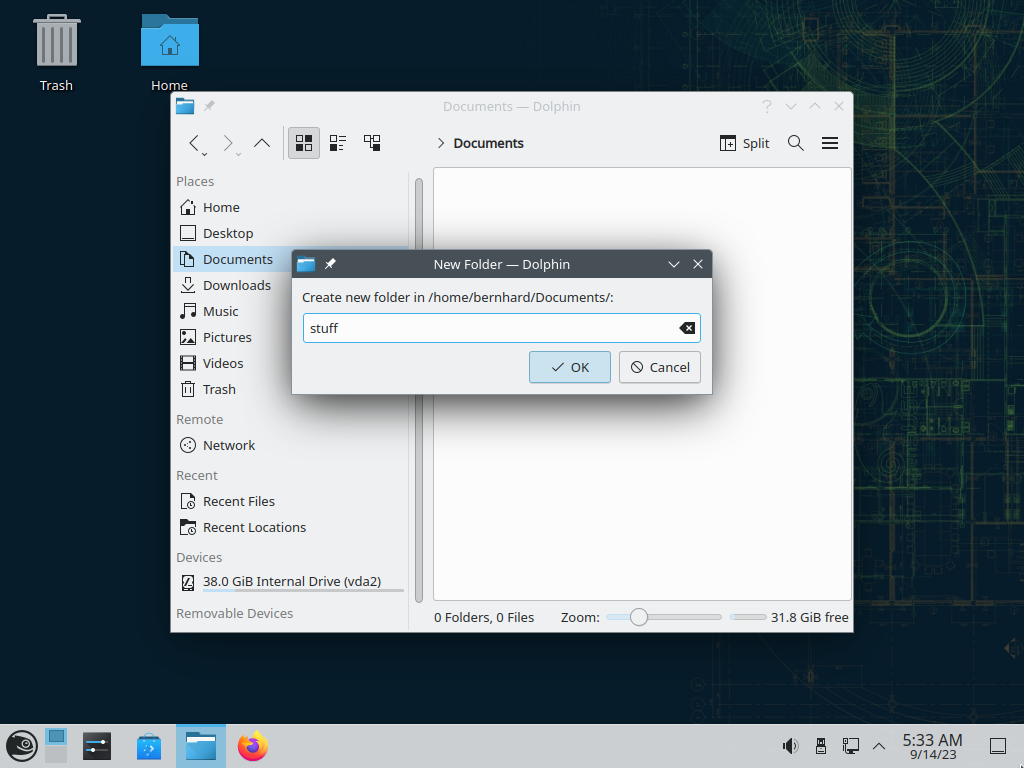 Trash
Home
Documents — Dolphin
Documents
Split
Places
Home
Desktop
Documents
Downloads
Music
Pictures
Videos
Trash
Remote
Network
Recent
Recent Files
Recent Locations
Devices
38.0 GiB Internal Drive (vda2)
Removable Devices
New Folder — Dolphin
Create new folder in /home/bernhard/Documents/:
stuff
OK
Cancel
0 Folders, 0 Files
Zoom:
31.8 GiB free
5:33 AM
9/14/23